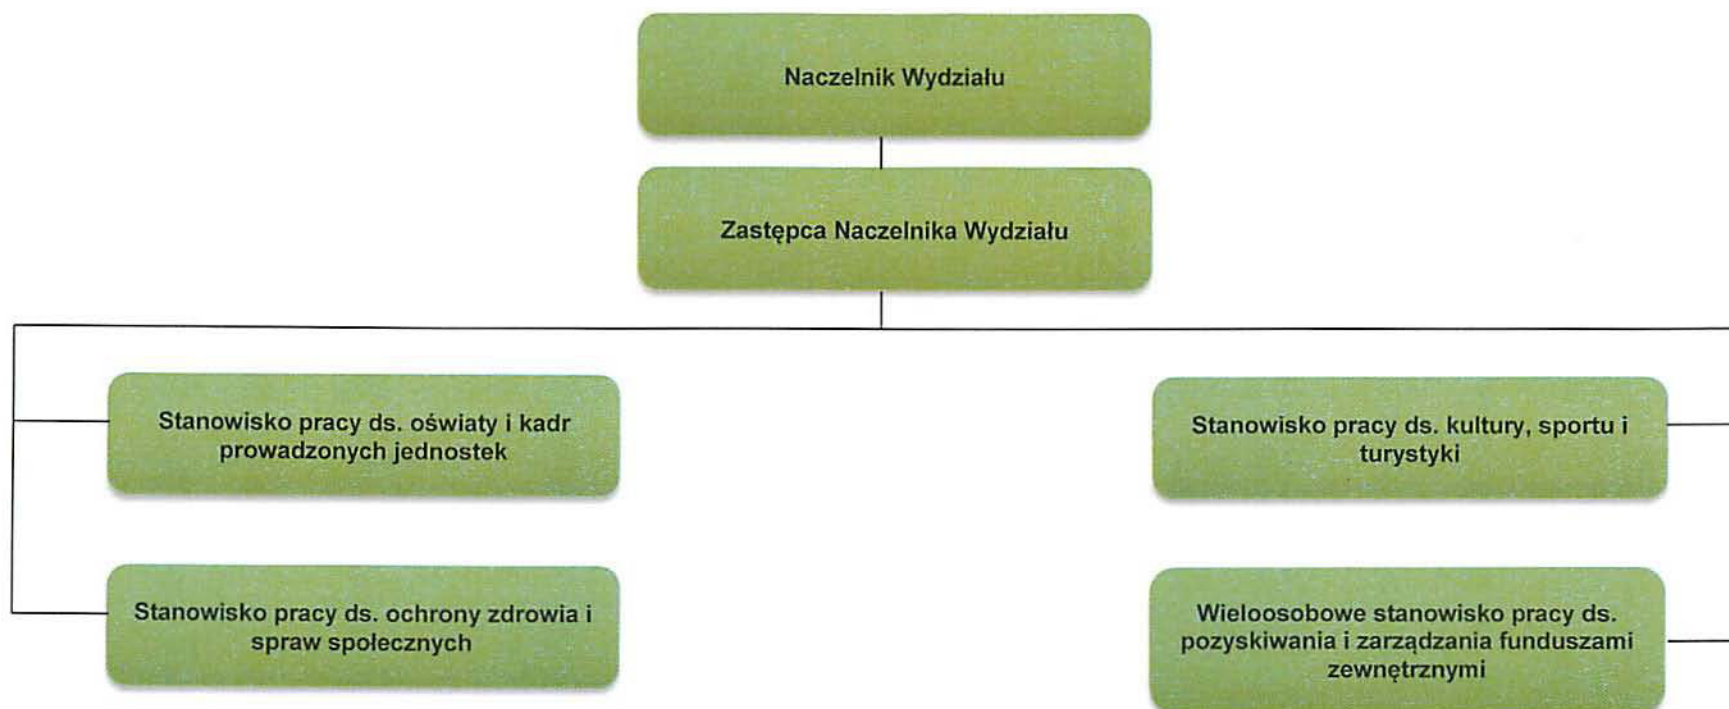 Naczelnik Wydziału
Zastępca Naczelnika Wydziału
Stanowisko pracy ds. oświaty i kadr
prowadzonych jednostek
Stanowisko pracy ds. kultury, sportu i
turystyki
Stanowisko pracy ds. ochrony zdrowia i
spraw społecznych
Wieloosobowe stanowisko pracy ds.
pozyskiwania i zarządzania funduszami
zewnętrznymi